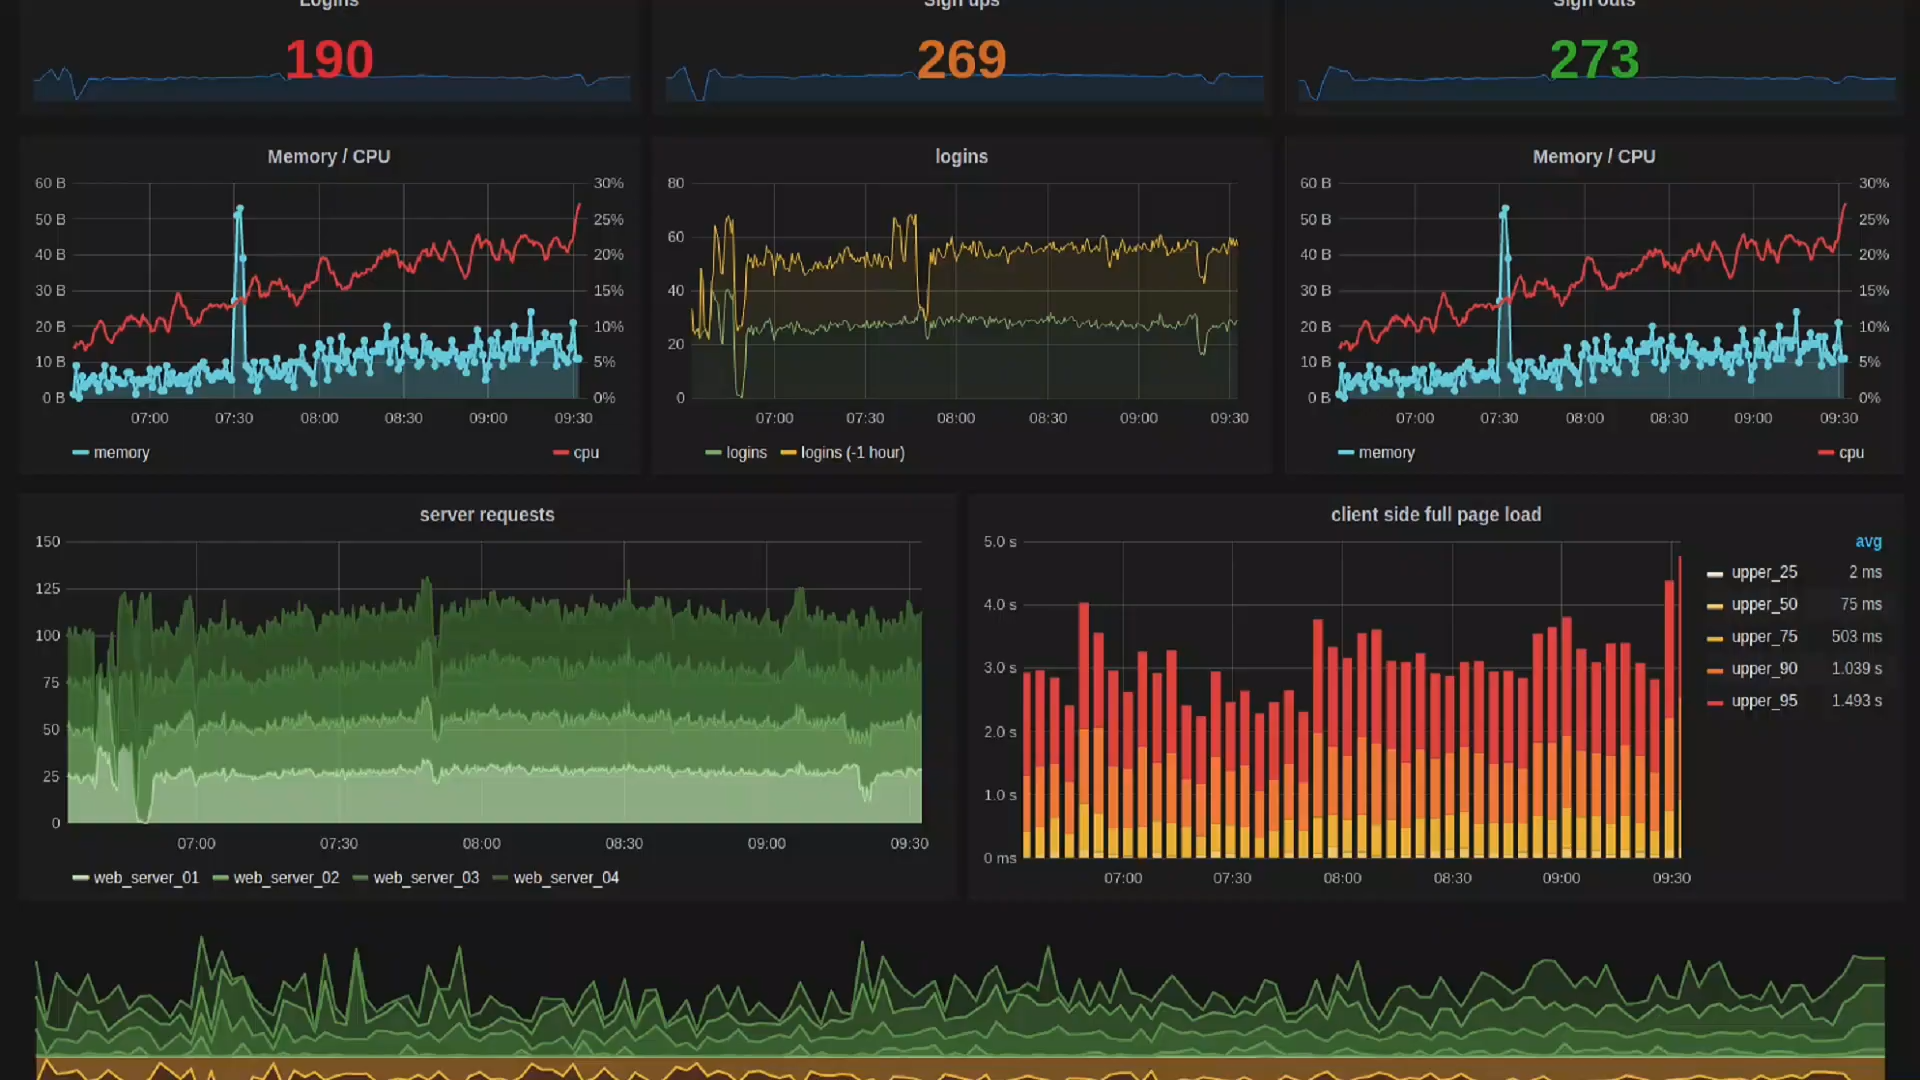 Logins
Sign ups
Sign outs
190
269
273
Memory / CPU
60 B
50 B
40 B
30 B
20 B
10 B
0 B
30%
25%
20%
15%
10%
5%
0%
07:00 07:30 08:00 08:30 09:00 09:30
memory cpu
logins
80
60
40
20
0
07:00 07:30 08:00 08:30 09:00 09:30
logins logins (-1 hour)
Memory / CPU
60 B
50 B
40 B
30 B
20 B
10 B
0 B
30%
25%
20%
15%
10%
5%
0%
07:00 07:30 08:00 08:30 09:00 09:30
memory cpu
server requests
150
125
100
75
50
25
0
07:00 07:30 08:00 08:30 09:00 09:30
web_server_01 web_server_02 web_server_03 web_server_04
client side full page load
5.0 s
4.0 s
3.0 s
2.0 s
1.0 s
0 ms
07:00 07:30 08:00 08:30 09:00 09:30
avg
upper_25 2 ms
upper_50 75 ms
upper_75 503 ms
upper_90 1.039 s
upper_95 1.493 s